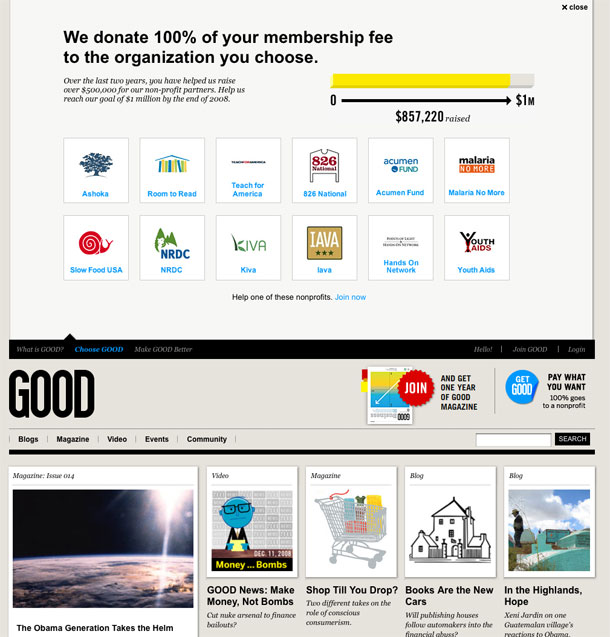 close
We donate 100% of your membership fee
to the organization you choose.
Over the last two years, you have helped us raise
over $500,000 for our non-profit partners. Help us
reach our goal of $1 million by the end of 2008.
0 $1M
$857,220 raised
TEACHFORAMERICA
826
National
acumen
FUND
malaria
NO MORE
Ashoka
Room to Read
Teach for
America
826 National
Acumen Fund
Malaria No More
NRDC
KIVA
IAVA
POINTS OF LIGHT
&
HANDS ON NETWORK
YOUTH
AIDS
Slow Food USA
NRDC
Kiva
Iava
Hands On
Network
Youth Aids
Help one of these nonprofits. Join now
What is GOOD? Choose GOOD Make GOOD Better
Hello! Join GOOD Login
GOOD
JOIN
AND GET
ONE YEAR
OF GOOD
MAGAZINE
GET
GOOD
PAY WHAT
YOU WANT
100% goes
to a nonprofit
Blogs Magazine Video Events Community
SEARCH
Magazine: Issue 014
Video
Magazine
Blog
Blog
DEC. 11, 2008
Money ... Bombs
The Obama Generation Takes the Helm
GOOD News: Make
Money, Not Bombs
Cut nuke arsenal to finance
bailouts?
Shop Till You Drop?
Two different takes on the
role of conscious
consumerism.
Books Are the New
Cars
Will publishing houses
follow automakers into the
financial abuss?
In the Highlands,
Hope
Xeni Jardin on one
Guatemalan village's
reactions to Obama.